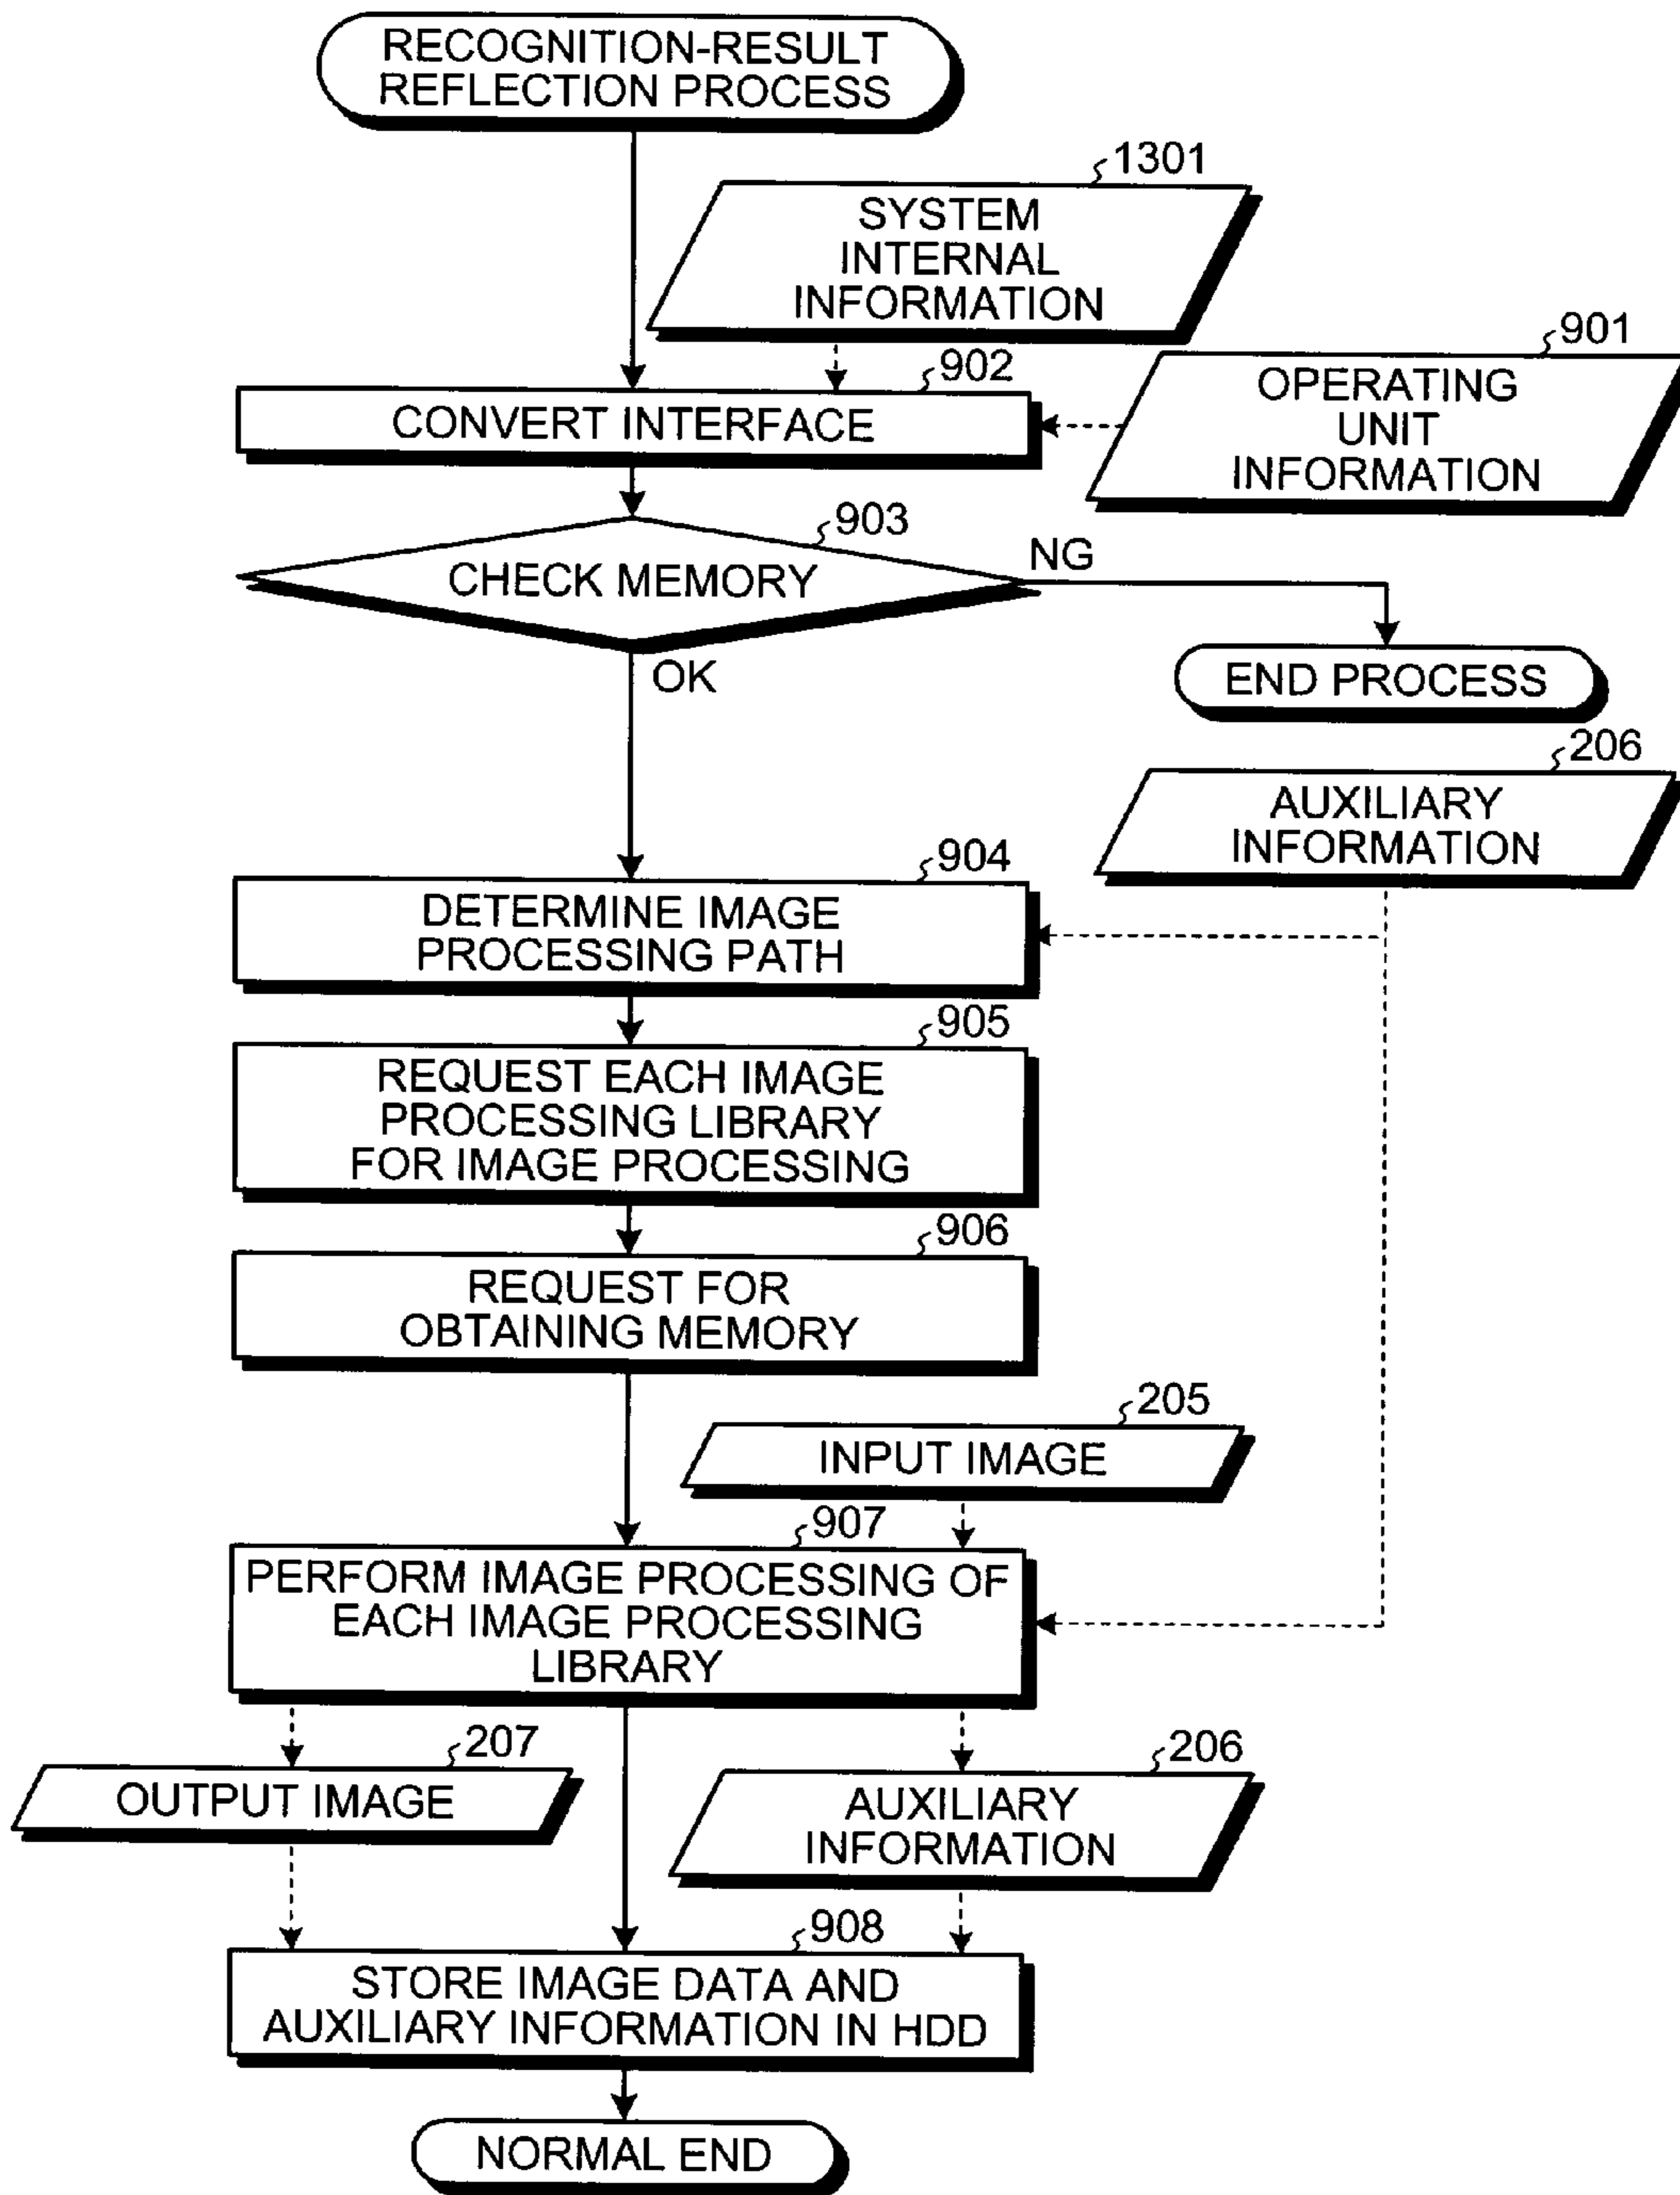 RECOGNITION-RESULT
REFLECTION PROCESS
1301
SYSTEM
INTERNAL
INFORMATION
901
OPERATING
UNIT
INFORMATION
902
CONVERT INTERFACE
903
CHECK MEMORY
NG
OK
END PROCESS
206
AUXILIARY
INFORMATION
904
DETERMINE IMAGE
PROCESSING PATH
905
REQUEST EACH IMAGE
PROCESSING LIBRARY
FOR IMAGE PROCESSING
906
REQUEST FOR
OBTAINING MEMORY
205
INPUT IMAGE
907
PERFORM IMAGE PROCESSING OF
EACH IMAGE PROCESSING
LIBRARY
207
OUTPUT IMAGE
206
AUXILIARY
INFORMATION
908
STORE IMAGE DATA AND
AUXILIARY INFORMATION IN HDD
NORMAL END